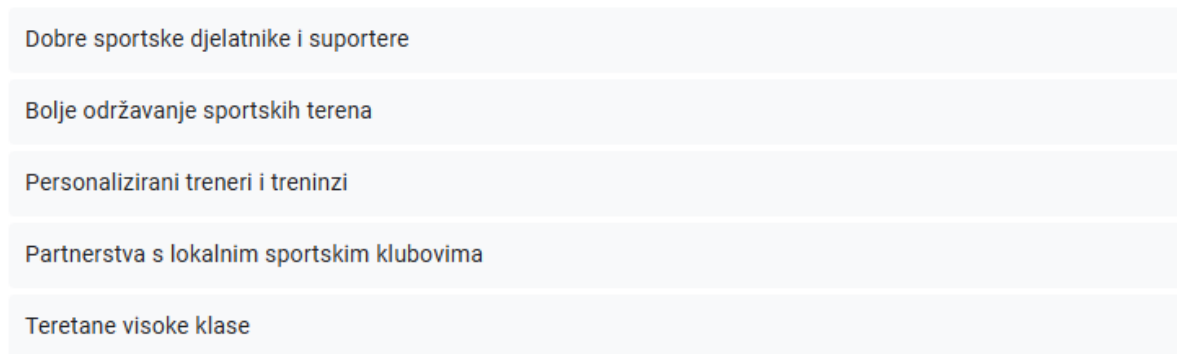 Dobre sportske djelatnike i suportere
Bolje održavanje sportskih terena
Personalizirani treneri i treninzi
Partnerstva s lokalnim sportskim klubovima
Teretane visoke klase